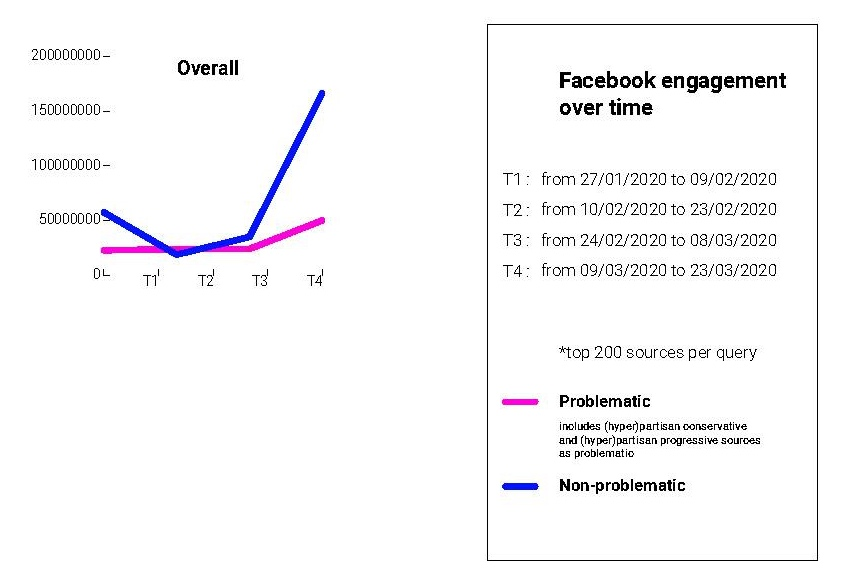 Overall
200000000
150000000
100000000
50000000
0
T1 T2 T3 T4
Facebook engagement
over time
T1 : from 27/01/2020 to 09/02/2020
T2 : from 10/02/2020 to 23/02/2020
T3 : from 24/02/2020 to 08/03/2020
T4 : from 09/03/2020 to 23/03/2020
*top 200 sources per query
Problematic
includes (hyper)partisan conservative
and (hyper)partisan progressive sources
as problematic
Non-problematic